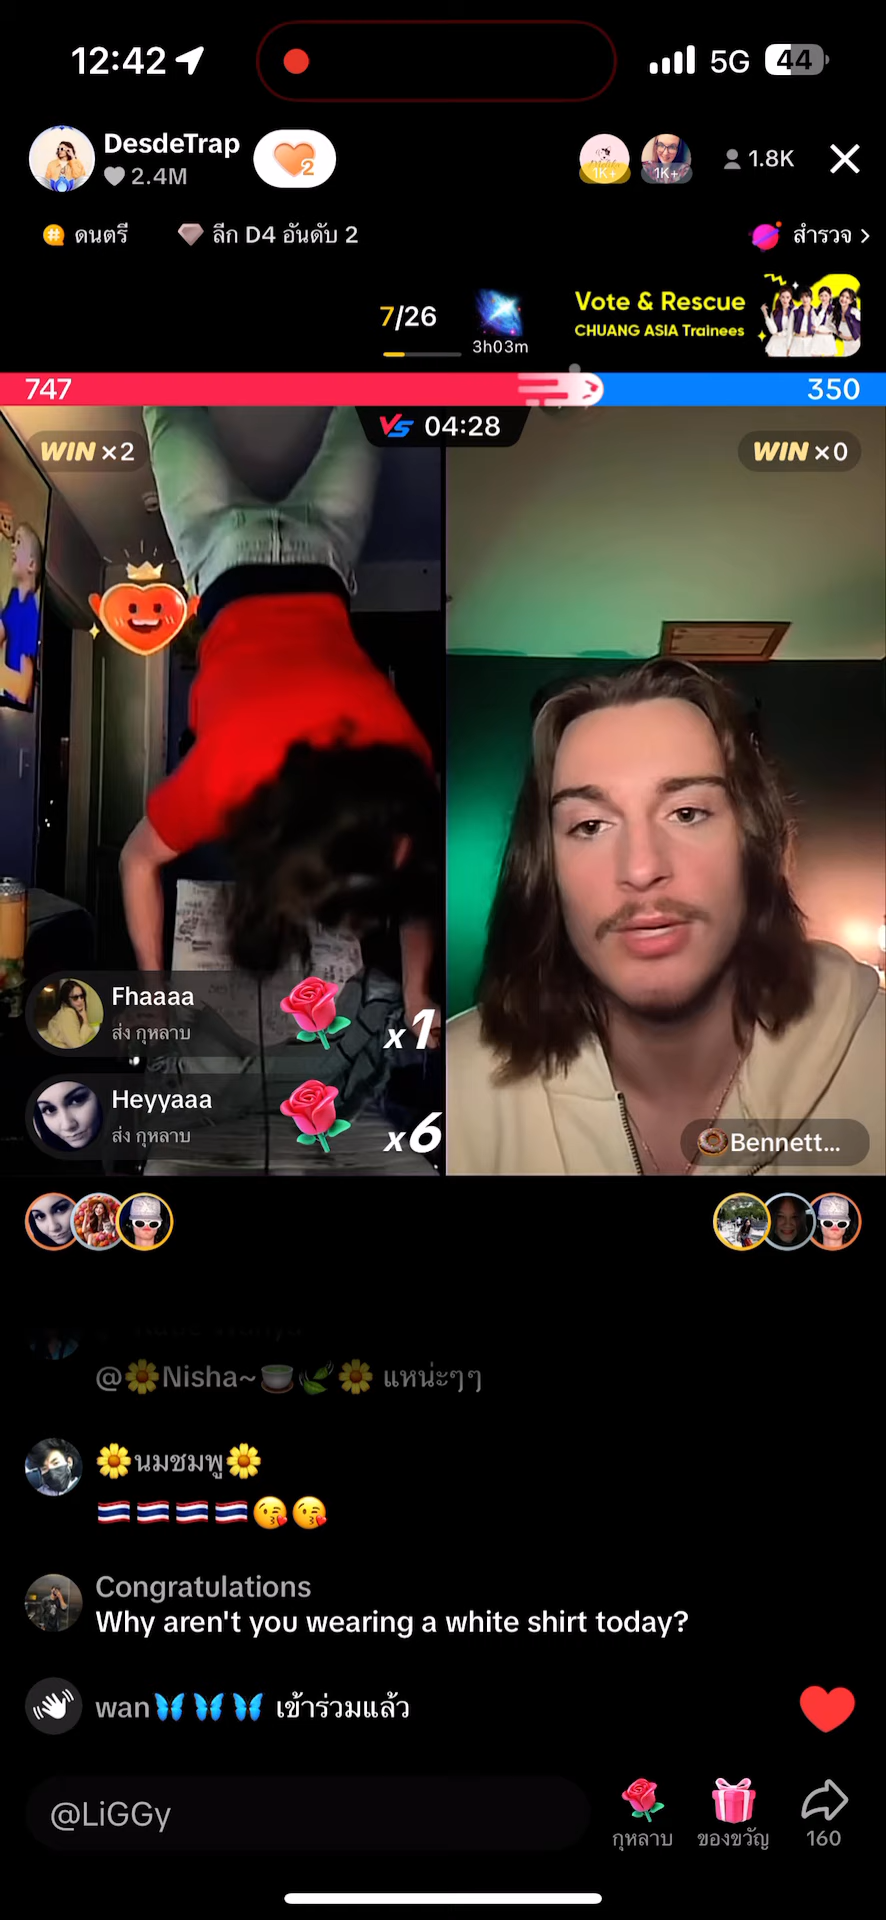 12:42
5G
44
DesdeTrap
2.4M
2
1K+
1K+
1.8K
ดนตรี
ลีก D4 อันดับ 2
สำรวจ
7/26
3h03m
Vote & Rescue
CHUANG ASIA Trainees
747
350
VS 04:28
WIN ×2
WIN ×0
Fhaaaa
ส่ง กุหลาบ
x1
Heyyaaa
ส่ง กุหลาบ
x6
🍩Bennett...
@🌼Nisha~🍵🍃🌼 แหน่ะๆๆ
🌼นมชมพู🌼
🇹🇭🇹🇭🇹🇭🇹🇭😘😘
Congratulations
Why aren't you wearing a white shirt today?
wan🦋🦋🦋 เข้าร่วมแล้ว
@LiGGy
กุหลาบ
ของขวัญ
160